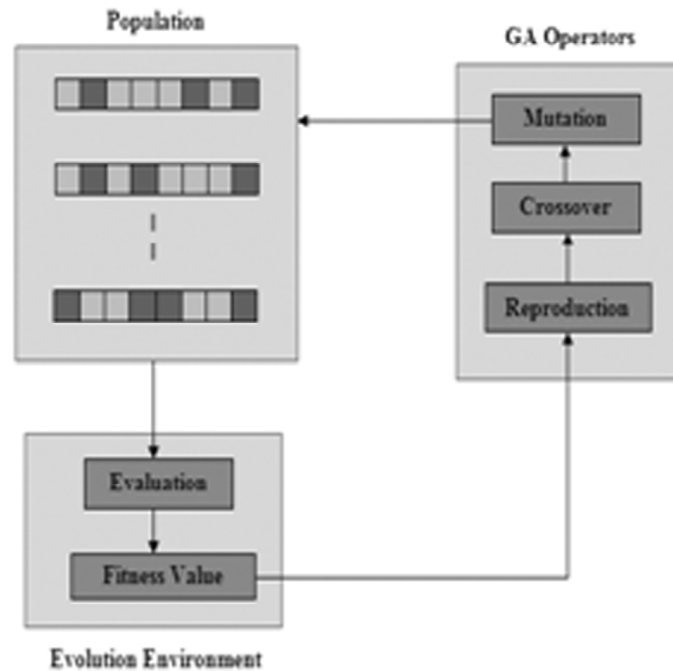 Population
GA Operators
Mutation
Crossover
Reproduction
Evaluation
Fitness Value
Evolution Environment